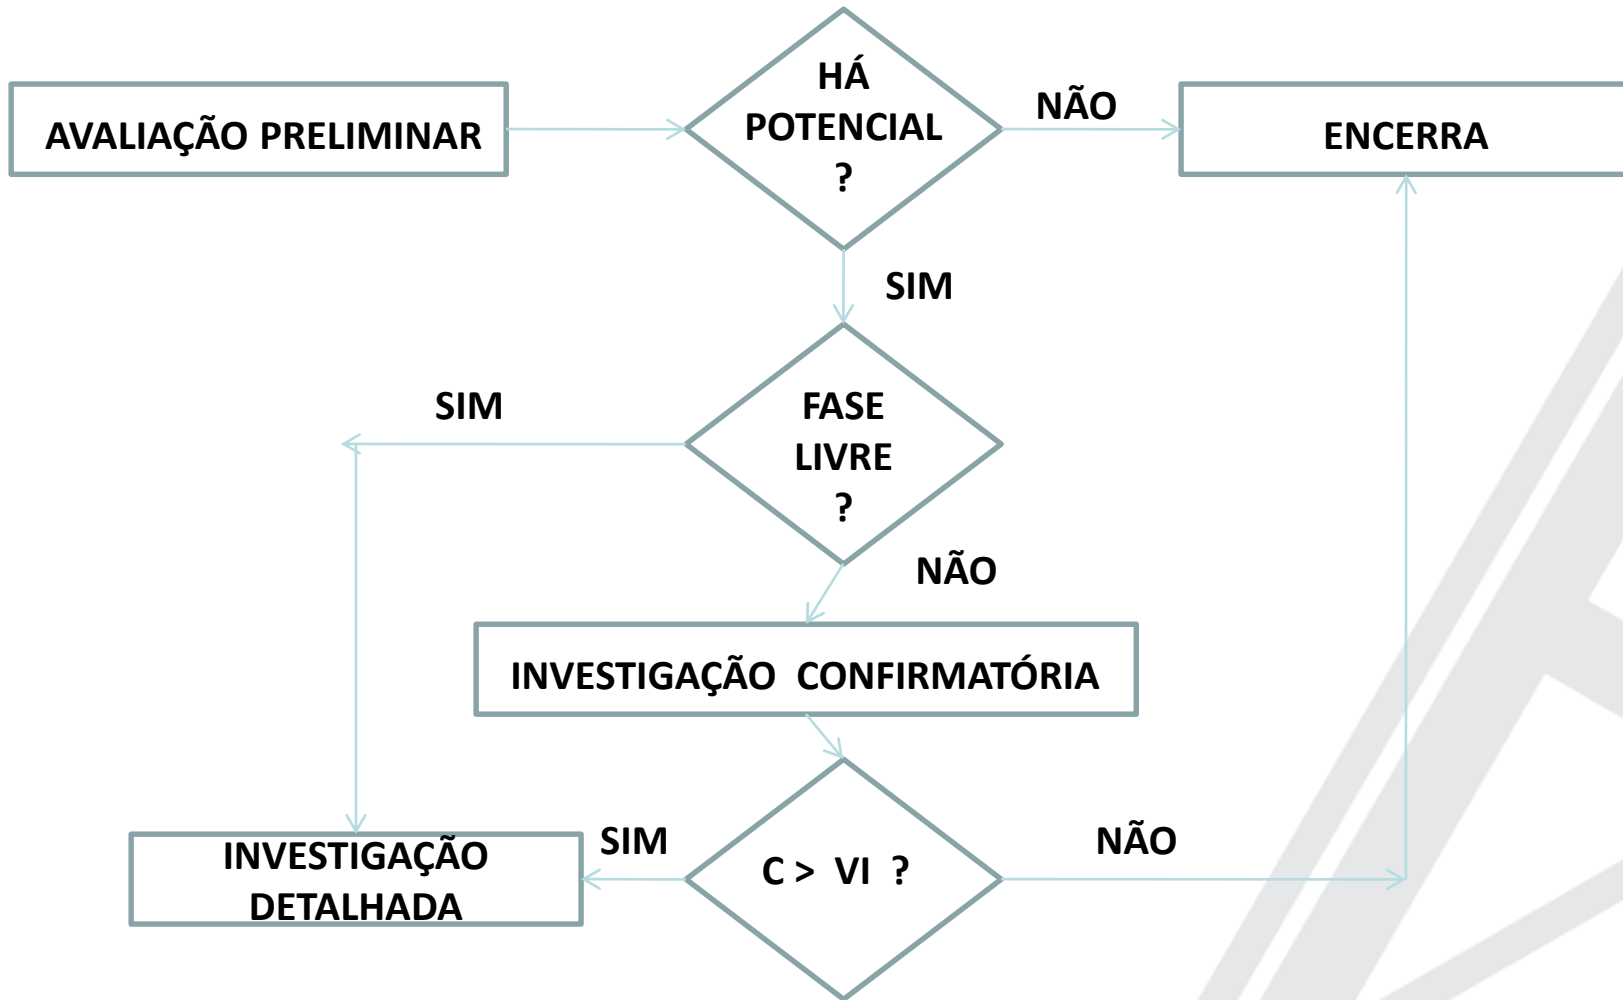 AVALIAÇÃO PRELIMINAR
HÁ
POTENCIAL
?
NÃO
ENCERRA
SIM
SIM
FASE
LIVRE
?
NÃO
INVESTIGAÇÃO  CONFIRMATÓRIA
INVESTIGAÇÃO
DETALHADA
SIM
C >  VI  ?
NÃO